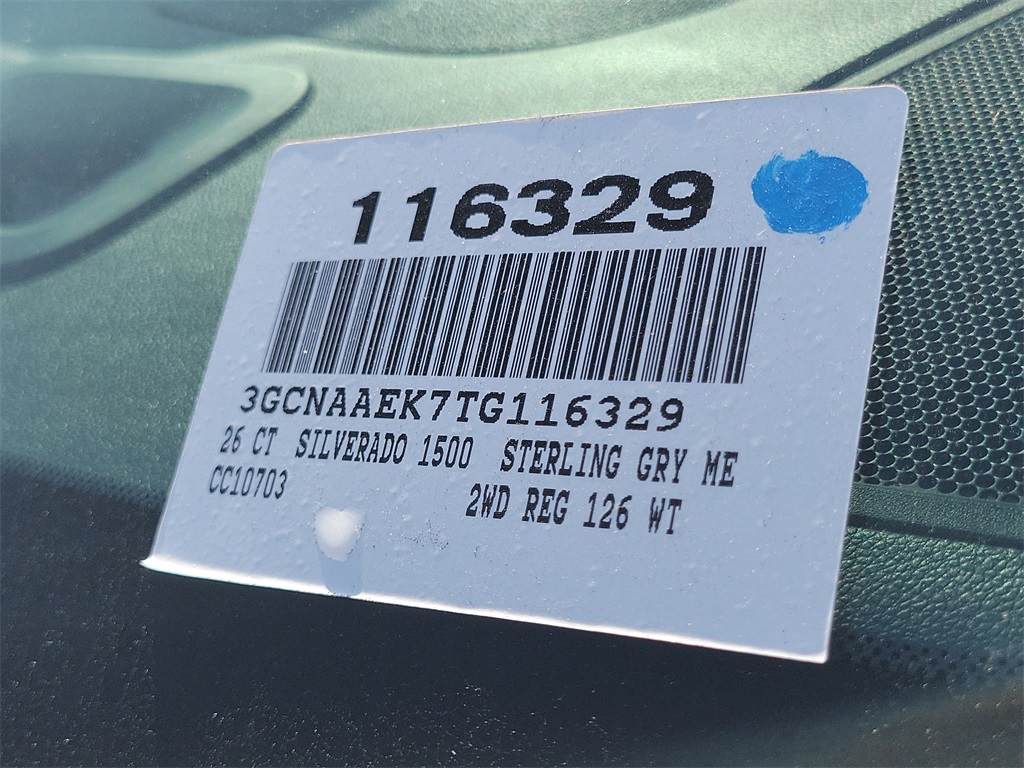 116329
3GCNAAEK7TG116329
26 CT SILVERADO 1500 STERLING GRY ME
CC10703 2WD REG 126 WT